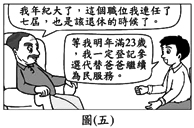 我年紀大了，這個職位我連任了
七屆，也是該退休的時候了。
等我明年滿23歲
，我一定登記參
選代替爸爸繼續
為民服務。
圖(五)